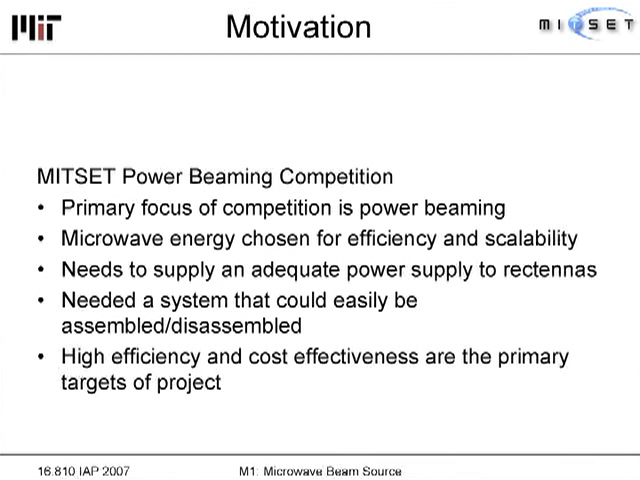 MIT
Motivation
MITSET
MITSET Power Beaming Competition
• Primary focus of competition is power beaming
• Microwave energy chosen for efficiency and scalability
• Needs to supply an adequate power supply to rectennas
• Needed a system that could easily be
assembled/disassembled
• High efficiency and cost effectiveness are the primary
targets of project
16.810 IAP 2007
M1: Microwave Beam Source